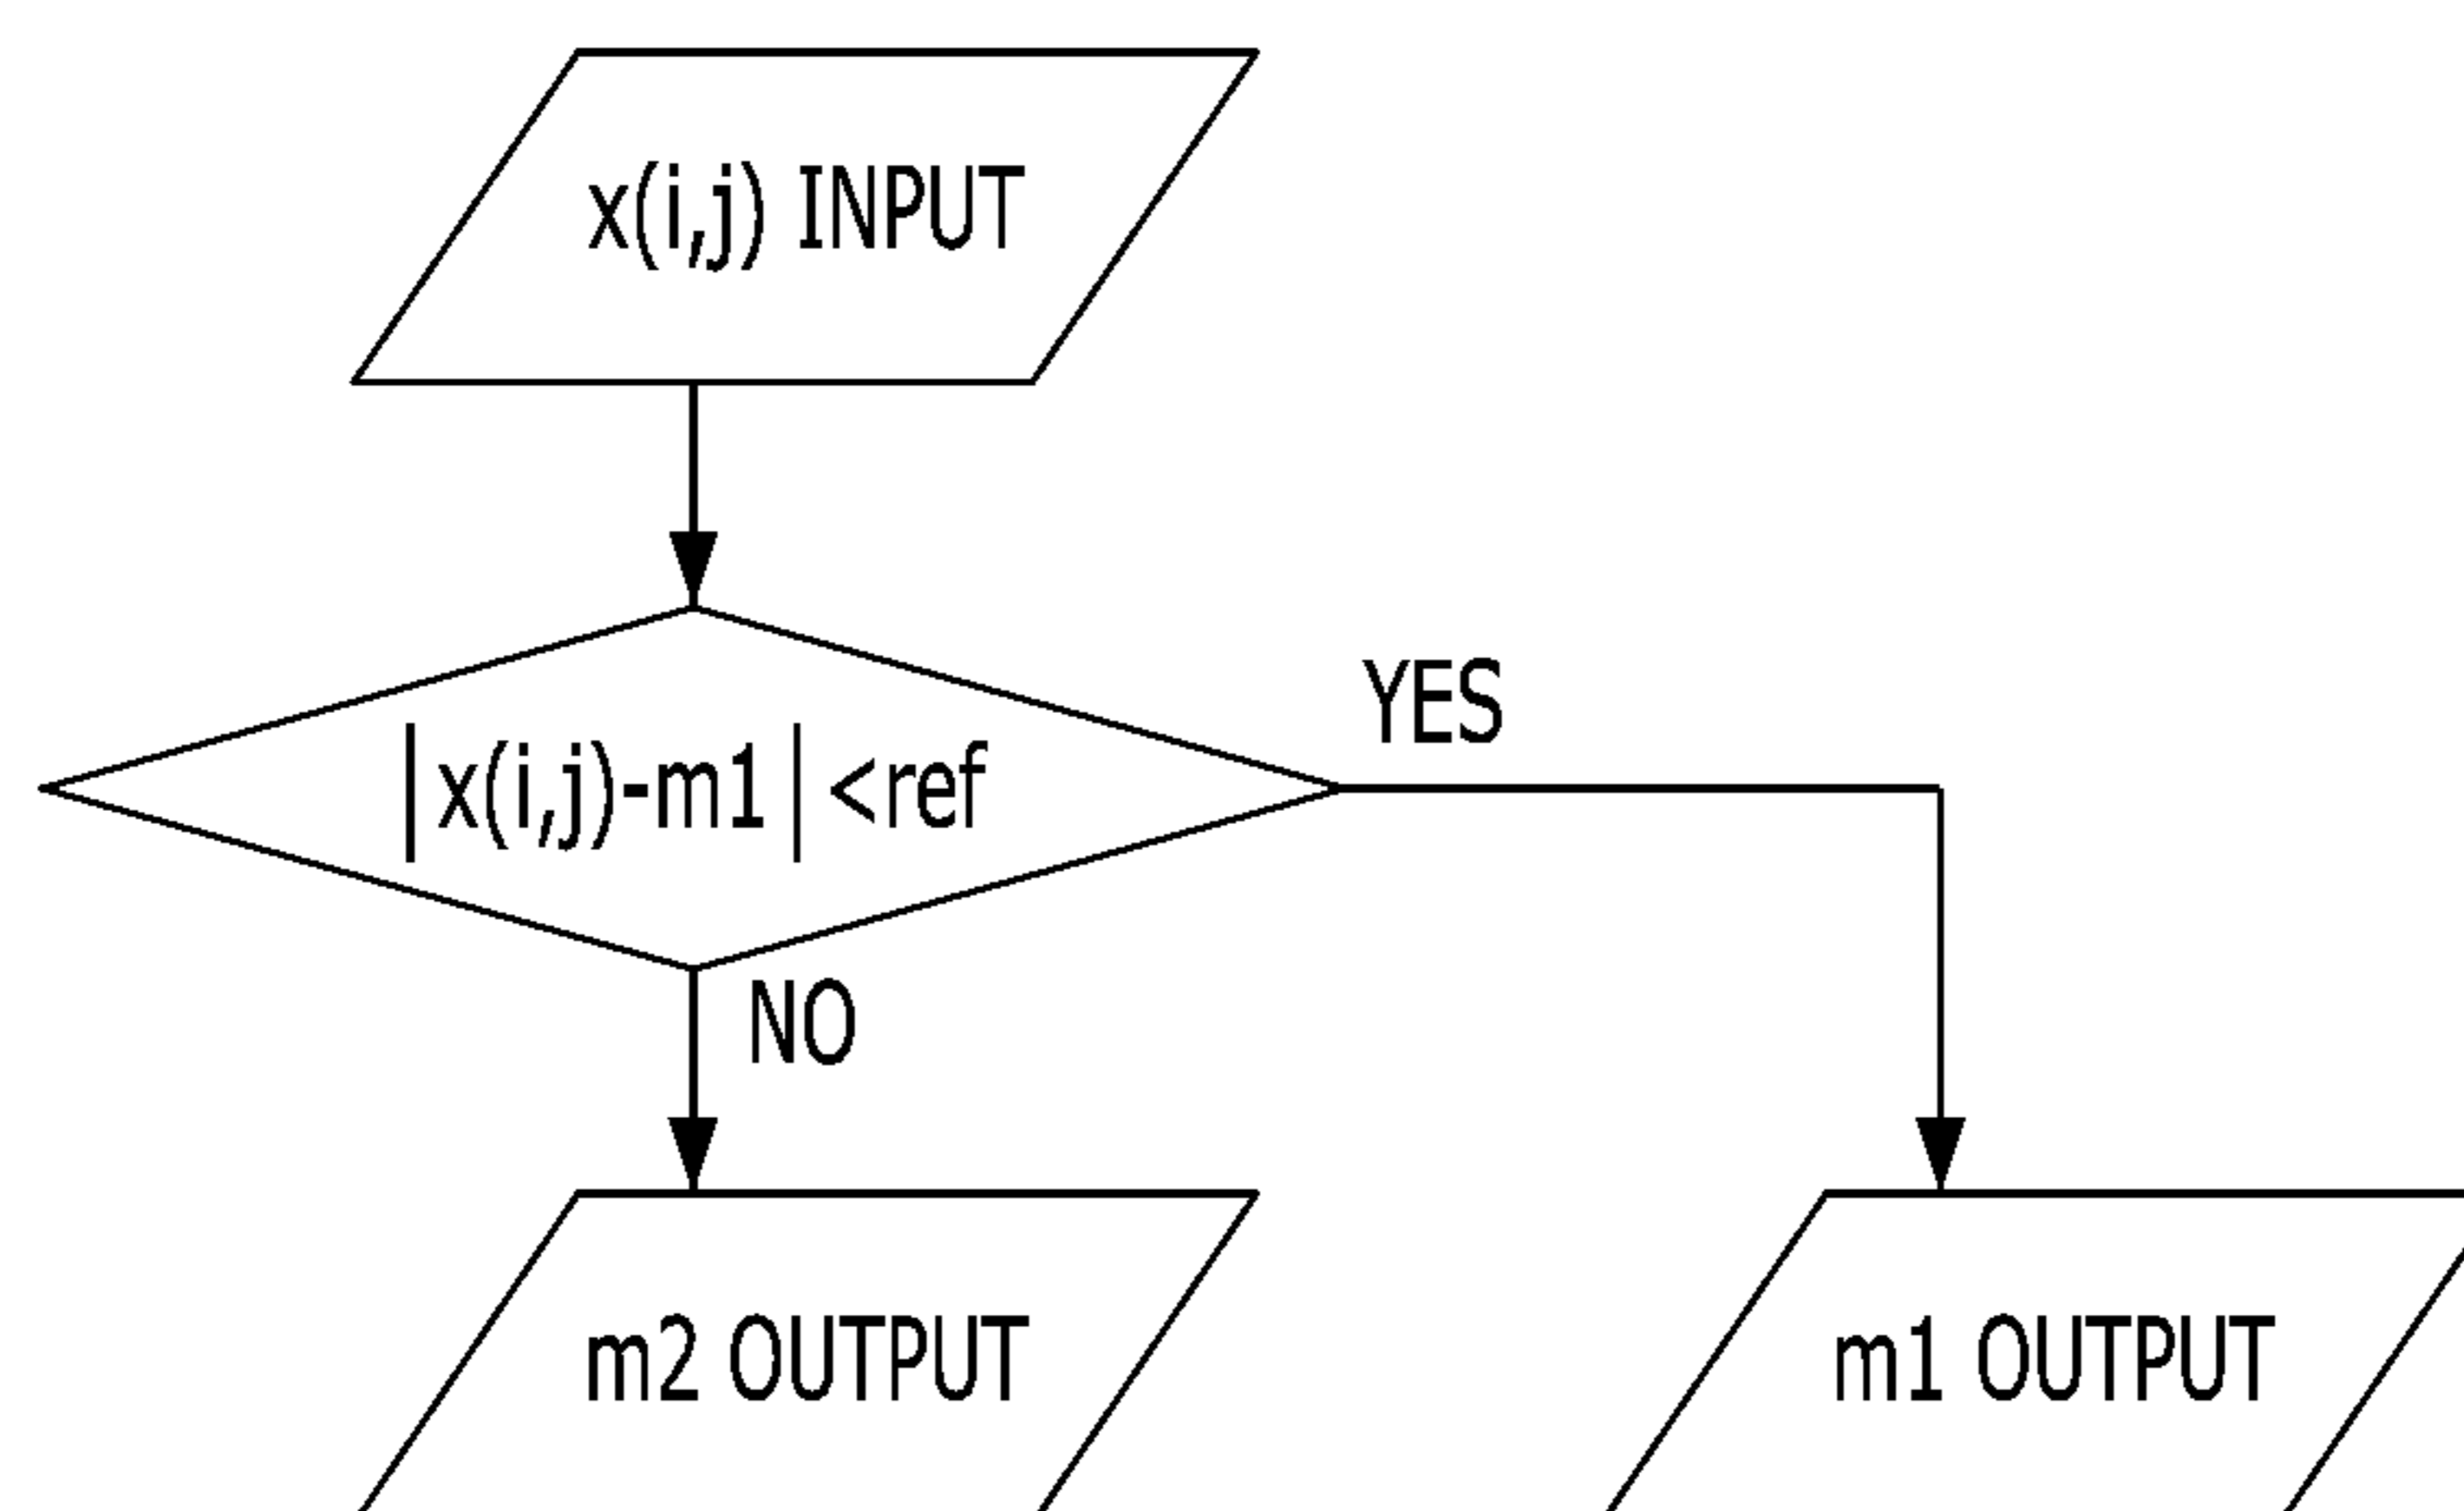 x(i,j) INPUT
|x(i,j)-m1|<ref
YES
NO
m2 OUTPUT
m1 OUTPUT